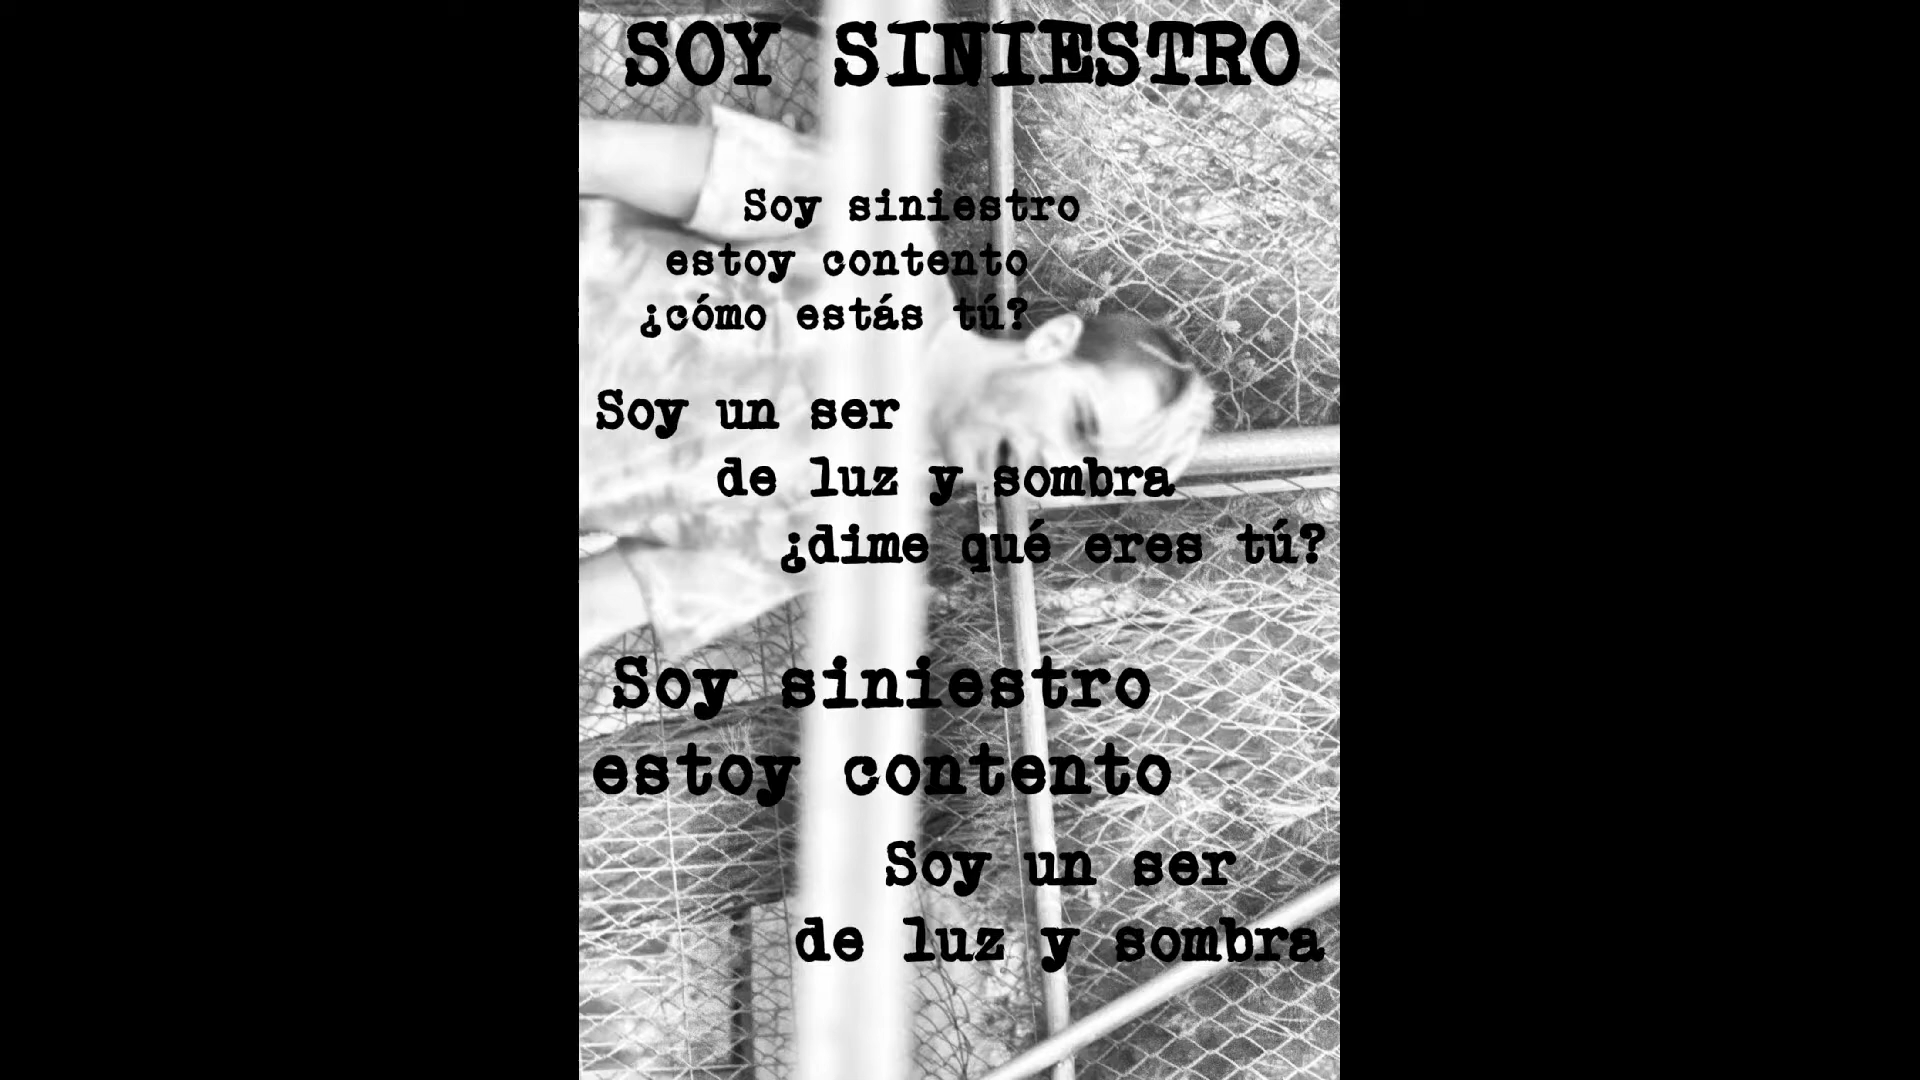 SOY SINIESTRO
Soy siniestro
estoy contento
¿cómo estás tú?
Soy un ser
de luz y sombra
¿dime qué eres tú?
Soy siniestro
estoy contento
Soy un ser
de luz y sombra